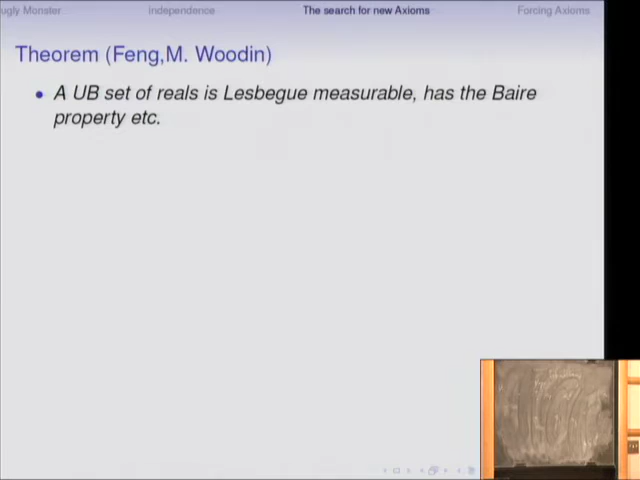 ugly Monster independence The search for new Axioms Forcing Axioms
Theorem (Feng,M. Woodin)
• A UB set of reals is Lesbegue measurable, has the Baire
property etc.